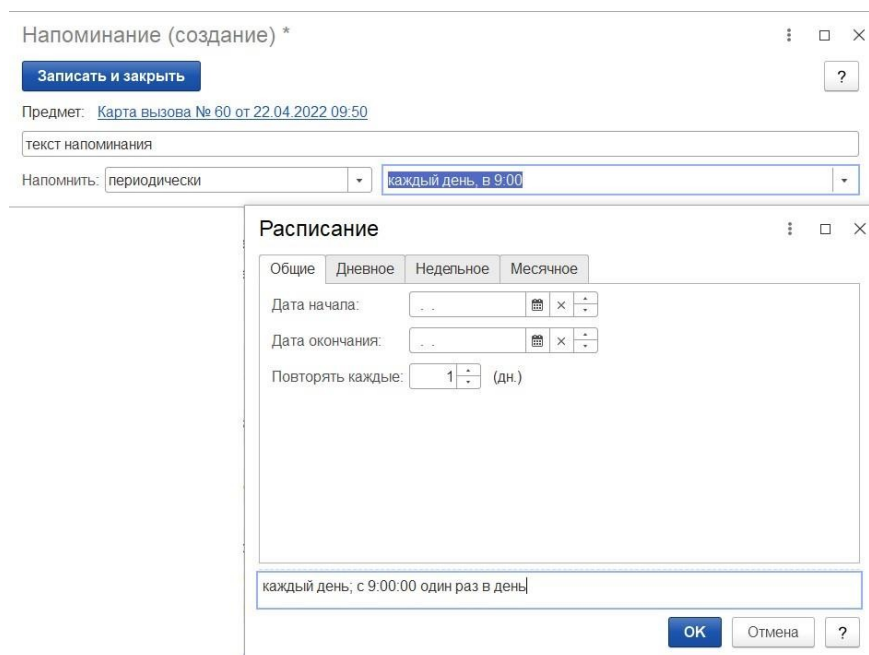 Напоминание (создание) *
Записать и закрыть
?
Предмет: Карта вызова № 60 от 22.04.2022 09:50
текст напоминания
Напомнить: периодически каждый день, в 9:00
Расписание
Общие Дневное Недельное Месячное
Дата начала: . .
Дата окончания: . .
Повторять каждые: 1 (дн.)
каждый день; с 9:00:00 один раз в день
OK Отмена ?